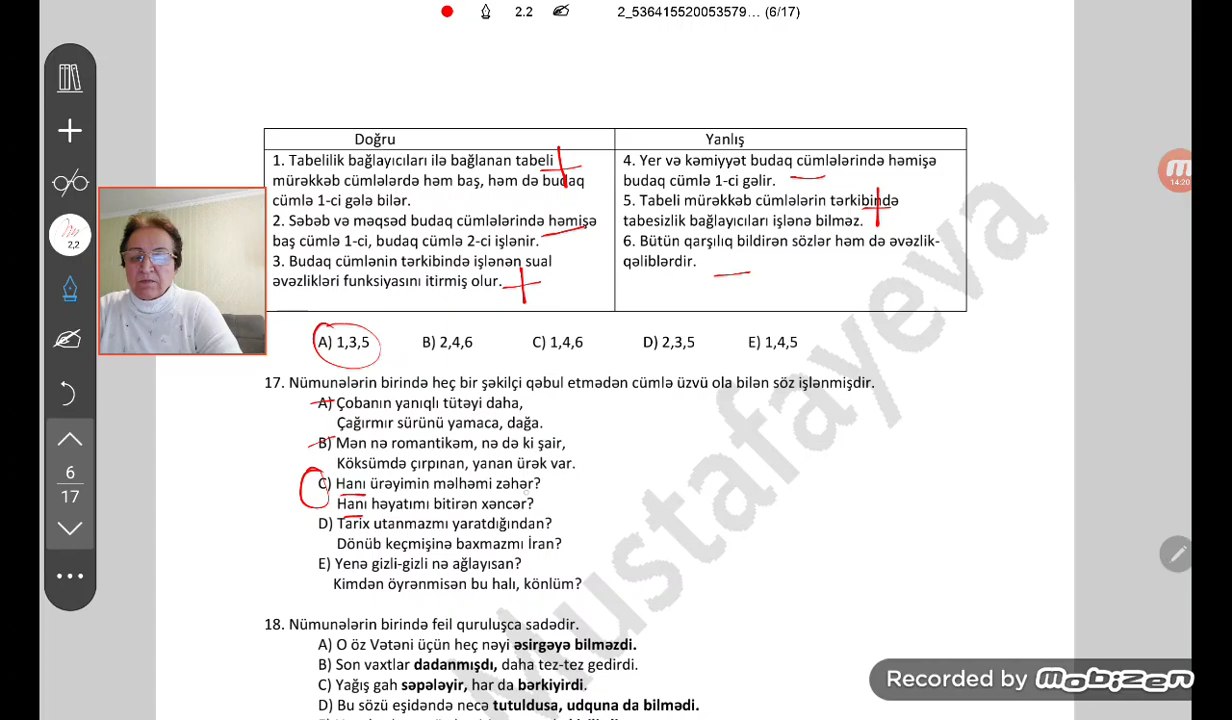 2.2 2_536415520053579... (6/17)
Doğru Yanlış
1. Tabelilik bağlayıcıları ilə bağlanan tabeli
mürəkkəb cümlələrdə həm baş, həm də budaq
cümlə 1-ci gələ bilər.
2. Səbəb və məqsəd budaq cümlələrində həmişə
baş cümlə 1-ci, budaq cümlə 2-ci işlənir.
3. Budaq cümlənin tərkibində işlənən sual
əvəzlikləri funksiyasını itirmiş olur.
4. Yer və kəmiyyət budaq cümlələrində həmişə
budaq cümlə 1-ci gəlir.
5. Tabeli mürəkkəb cümlələrin tərkibində
tabesizlik bağlayıcıları işlənə bilməz.
6. Bütün qarşılıq bildirən sözlər həm də əvəzlik-
qəliblərdir.
A) 1,3,5 B) 2,4,6 C) 1,4,6 D) 2,3,5 E) 1,4,5
17. Nümunələrin birində heç bir şəkilçi qəbul etmədən cümlə üzvü ola bilən söz işlənmişdir.
A) Çobanın yanıqlı tütəyi daha,
Çağırmır sürünü yamaca, dağa.
B) Mən nə romantikəm, nə də ki şair,
Köksümdə çırpınan, yanan ürək var.
C) Hanı ürəyimin məlhəmi zəhər?
Hanı həyatımı bitirən xəncər?
D) Tarix utanmazmı yaratdığından?
Dönüb keçmişinə baxmazmı İran?
E) Yenə gizli-gizli nə ağlayısan?
Kimdən öyrənmisən bu halı, könlüm?
18. Nümunələrin birində feil quruluşca sadədir.
A) O öz Vətəni üçün heç nəyi əsirgəyə bilməzdi.
B) Son vaxtlar dadanmışdı, daha tez-tez gedirdi.
C) Yağış gah səpələyir, har da bərkiyirdi.
D) Bu sözü eşidəndə necə tutuldusa, udquna da bilmədi.
2,2
6
17
14:20
Mustafayeva
Recorded by Mobizen